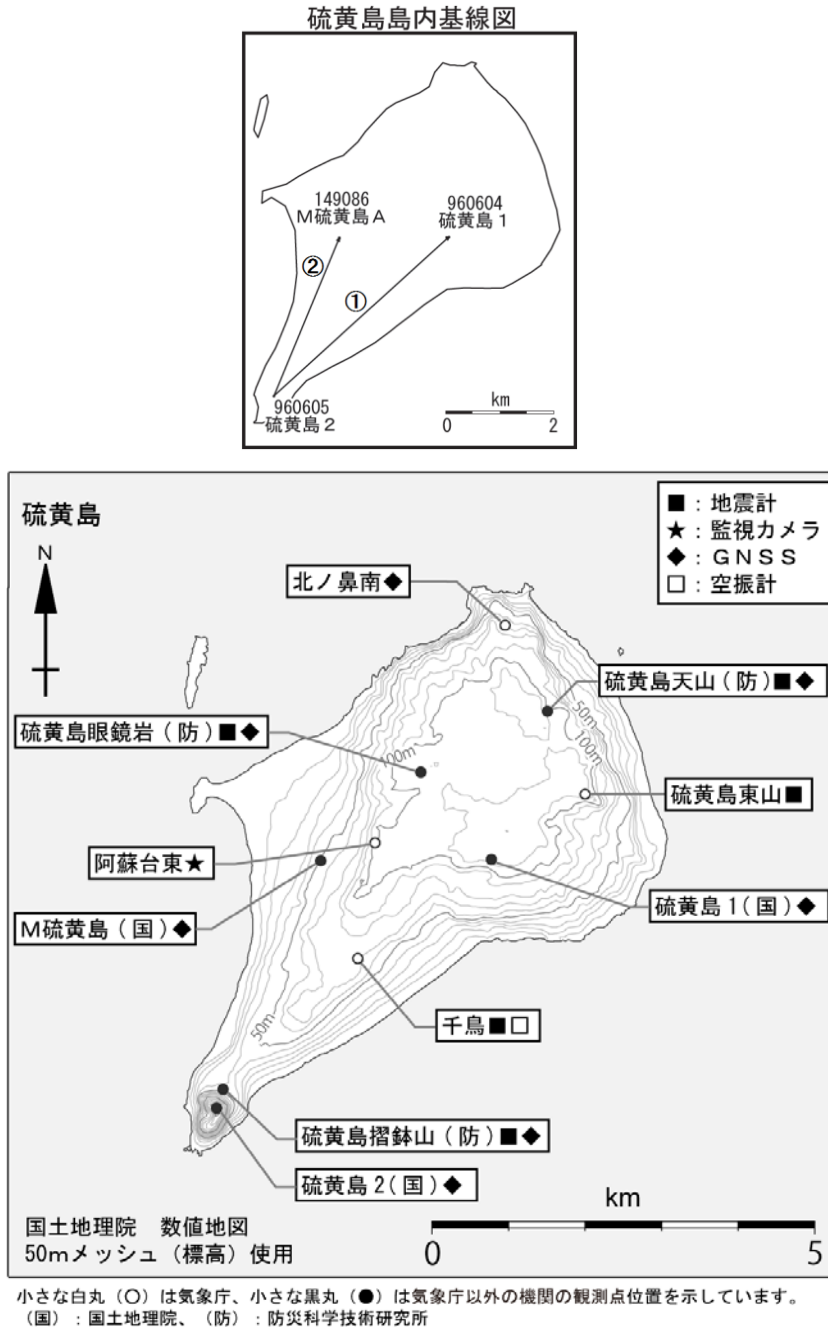 硫黄島島内基線図
149086
M硫黄島A
960604
硫黄島1
②
①
960605
硫黄島2
km
0 2
硫黄島
N
■：地震計
★：監視カメラ
◆：GNSS
□：空振計
北ノ鼻南◆
硫黄島天山(防)■◆
50m
100m
硫黄島眼鏡岩(防)■◆
100m
硫黄島東山■
阿蘇台東★
硫黄島1(国)◆
M硫黄島(国)◆
千鳥■□
50m
硫黄島摺鉢山(防)■◆
硫黄島2(国)◆
km
0 5
国土地理院 数値地図
50mメッシュ(標高)使用
小さな白丸(○)は気象庁、小さな黒丸(●)は気象庁以外の機関の観測点位置を示しています。
(国)：国土地理院、(防)：防災科学技術研究所